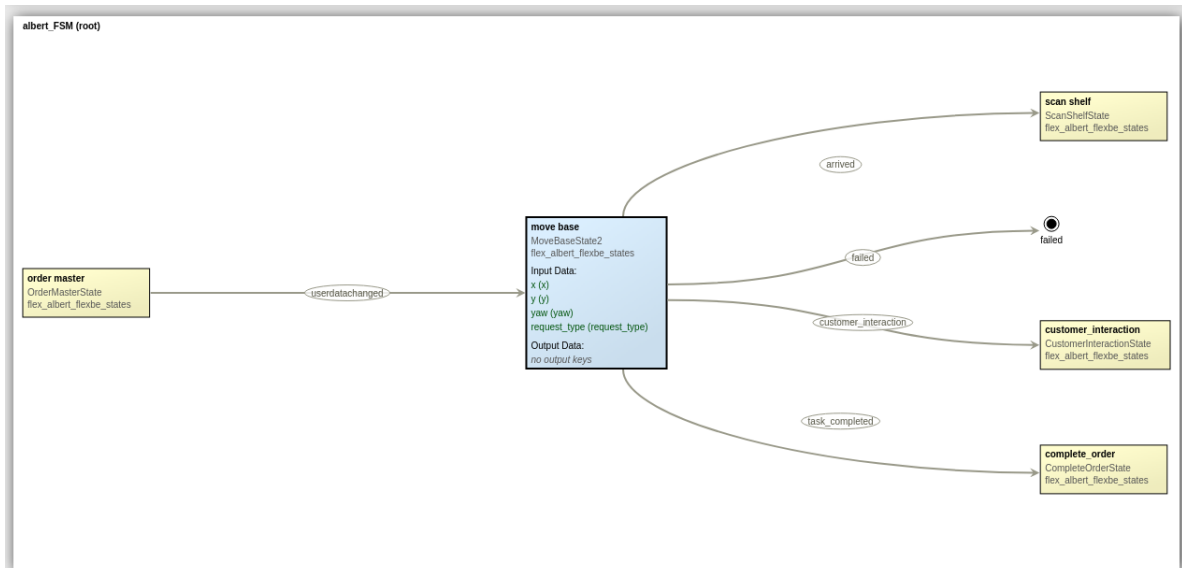 albert_FSM (root)
order master
OrderMasterState
flex_albert_flexbe_states
userdatachanged
move base
MoveBaseState2
flex_albert_flexbe_states
Input Data:
x (x)
y (y)
yaw (yaw)
request_type (request_type)
Output Data:
no output keys
arrived
failed
customer_interaction
task_completed
scan shelf
ScanShelfState
flex_albert_flexbe_states
failed
customer_interaction
CustomerInteractionState
flex_albert_flexbe_states
complete_order
CompleteOrderState
flex_albert_flexbe_states